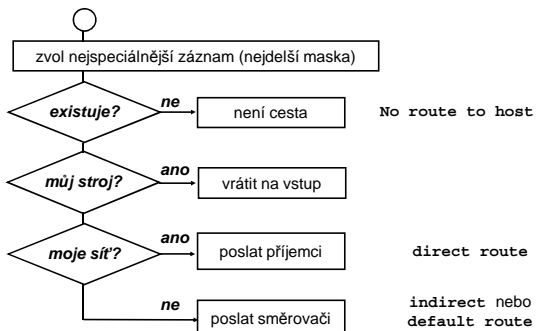 zvol nejspeciálnější záznam (nejdelší maska)
existuje?
ne
není cesta
No route to host
můj stroj?
ano
vrátit na vstup
moje síť?
ano
poslat příjemci
direct route
ne
poslat směrovači
indirect nebo
default route